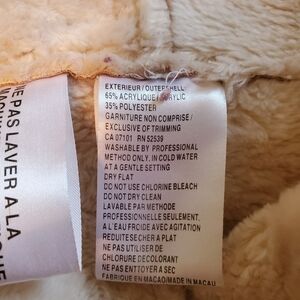 EXTERIEUR/OUTERSHELL
65% ACRYLIQUE/ACRYLIC
35% POLYESTER
GARNITURE NON COMPRISE/
EXCLUSIVE OF TRIMMING
CA 07101 RN 52539
WASHABLE BY PROFESSIONAL
METHOD ONLY. IN COLD WATER
AT A GENTLE SETTING
DRY FLAT
DO NOT USE CHLORINE BLEACH
DO NOT DRY CLEAN
LAVABLE PAR METHODE
PROFESSIONNELLE SEULEMENT.
A L'EAU FROIDE AVEC AGITATION
REDUITE SECHER A PLAT
NE PAS UTILISER DE
CHLORURE DECOLORANT
NE PAS ENTRETIEN A SEC
FABRIQUE EN MACAO/MADE IN MACAU
NE PAS LAVER A LA